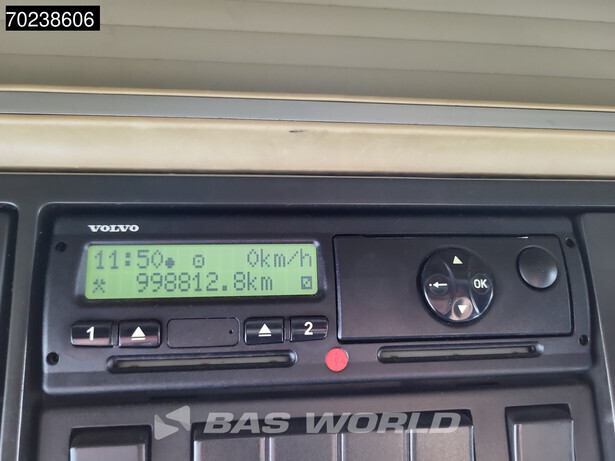 70238606
VOLVO
11:50 0km/h
998812.8km
OK
1 2
BAS WORLD